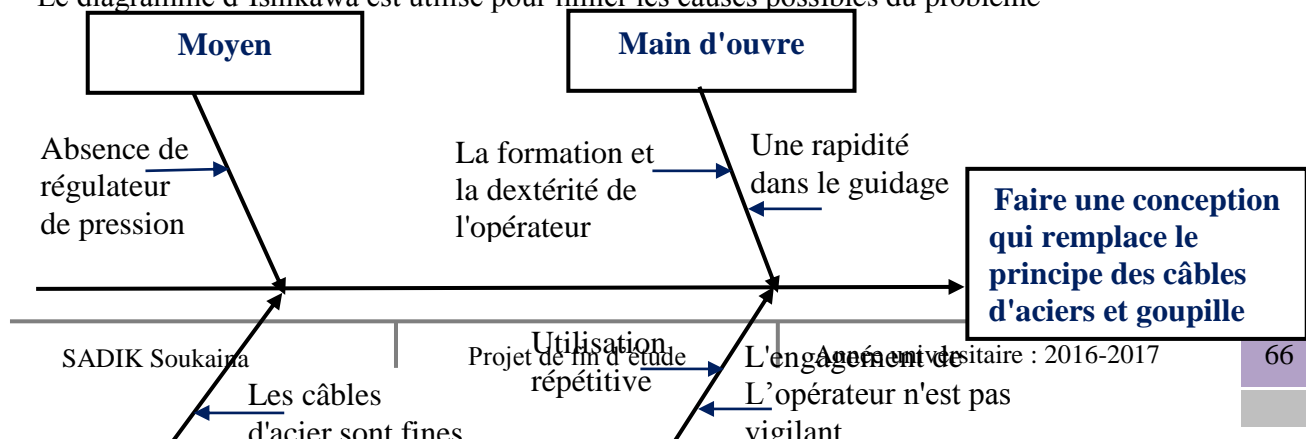 Le diagramme d'Ishikawa est utilisé pour filtrer les causes possibles du problème
Moyen
Main d'ouvre
Absence de
régulateur
de pression
La formation et
la dextérité de
l'opérateur
Une rapidité
dans le guidage
Faire une conception
qui remplace le
principe des câbles
d'aciers et goupille
Utilisation
répétitive
L'engagement de
L'opérateur n'est pas
vigilant
Les câbles
d'acier sont fines
SADIK Soukaina
Projet de fin d'étude
Année universitaire : 2016-2017
66